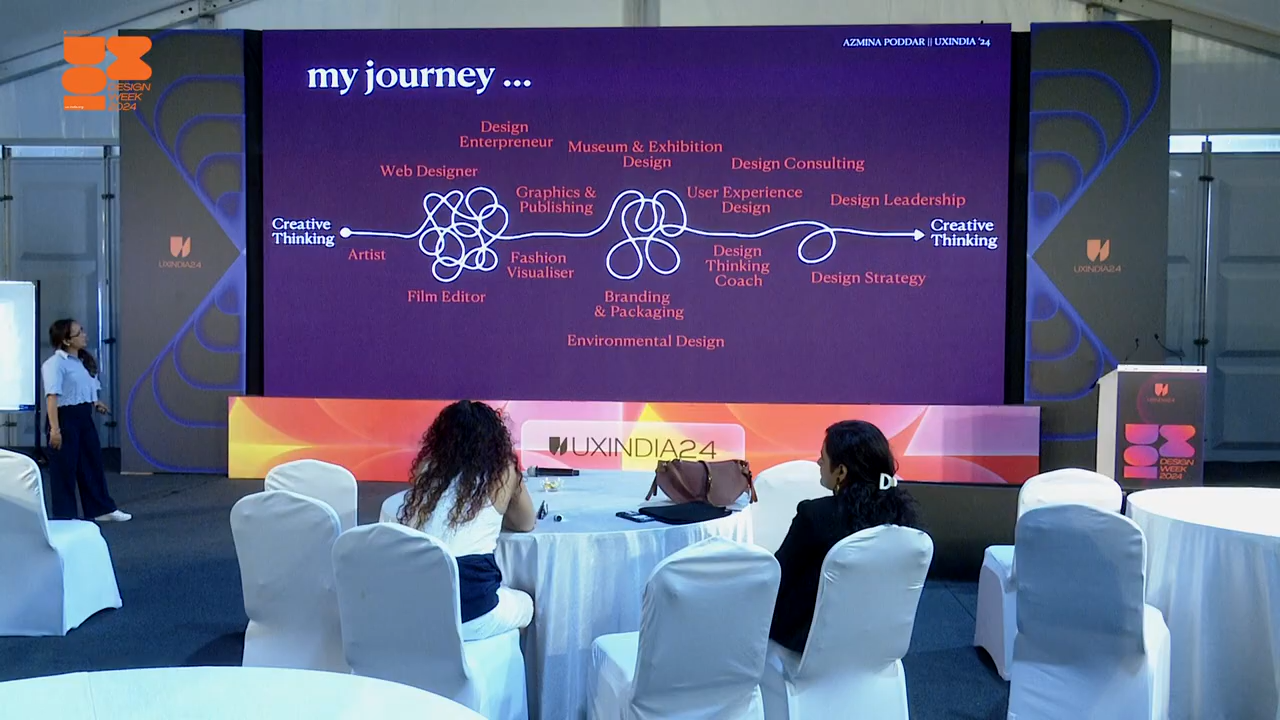 DESIGN
WEEK
2024
AZMINA PODDAR || UXINDIA '24
my journey ...
Design
Enterpreneur
Museum & Exhibition
Design
Design Consulting
Web Designer
Graphics &
Publishing
User Experience
Design
Design Leadership
Creative
Thinking
Creative
Thinking
Artist
Fashion
Visualiser
Design
Thinking
Coach
Design Strategy
Film Editor
Branding
& Packaging
Environmental Design
UXINDIA24
UXINDIA24
UXINDIA24
UXINDIA24
DESIGN
WEEK
2024